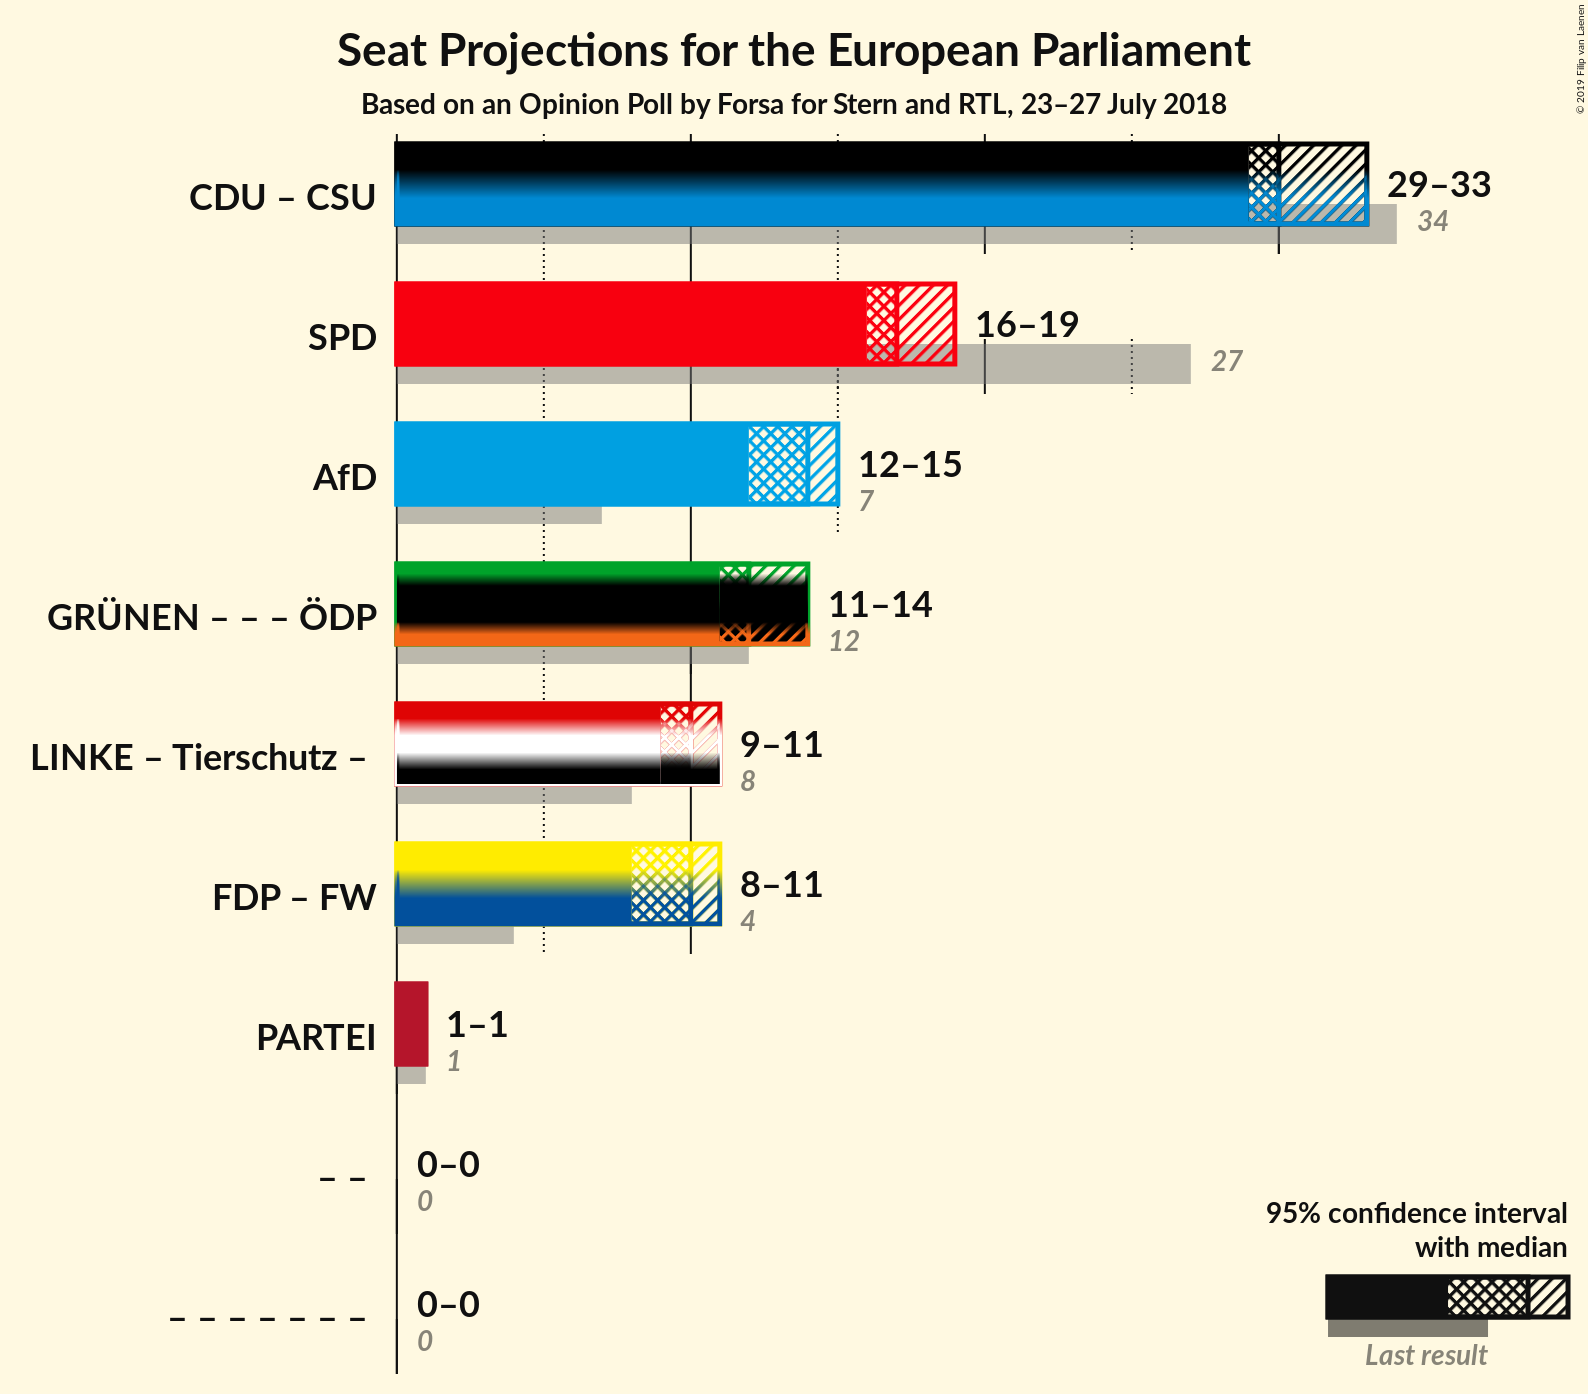 Seat Projections for the European Parliament
Based on an Opinion Poll by Forsa for Stern and RTL, 23–27 July 2018
© 2019 Filip van Laenen
CDU – CSU
29–33
34
SPD
16–19
27
AfD
12–15
7
GRÜNEN – – – ÖDP
11–14
12
LINKE – Tierschutz –
9–11
8
FDP – FW
8–11
4
PARTEI
1–1
1
– –
0–0
0
– – – – – – –
0–0
0
95% confidence interval
with median
Last result